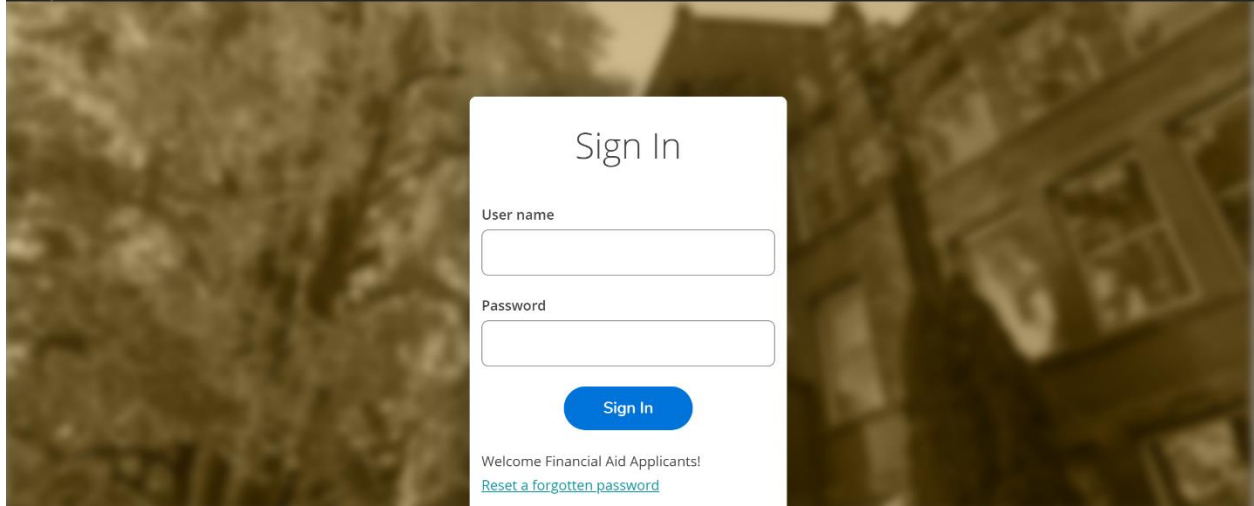 Sign In
User name
Password
Sign In
Welcome Financial Aid Applicants!
Reset a forgotten password